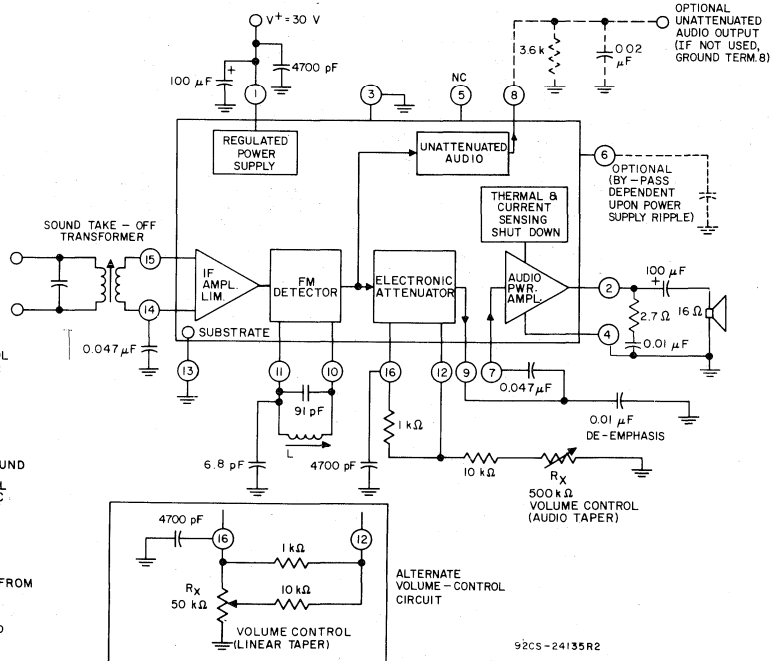 V+ = 30 V
OPTIONAL
UNATTENUATED
AUDIO OUTPUT
(IF NOT USED,
GROUND TERM.8)
100 µF
+
4700 pF
3.6 k
0.02
µF
NC
1
3
5
8
REGULATED
POWER
SUPPLY
UNATTENUATED
AUDIO
6
OPTIONAL
(BY-PASS
DEPENDENT
UPON POWER
SUPPLY RIPPLE)
THERMAL &
CURRENT
SENSING
SHUT DOWN
SOUND TAKE-OFF
TRANSFORMER
15
14
IF
AMPL.
LIM.
FM
DETECTOR
ELECTRONIC
ATTENUATOR
AUDIO
PWR.
AMPL.
2
4
100 µF
+
2.7 Ω
16 Ω
0.01 µF
SUBSTRATE
0.047 µF
13
11
10
16
12
9
7
0.047 µF
91 pF
L
6.8 pF
4700 pF
1 kΩ
0.01 µF
DE-EMPHASIS
10 kΩ
RX
500 kΩ
VOLUME CONTROL
(AUDIO TAPER)
OL
UND
L
C
FROM
4700 pF
16
12
1 kΩ
10 kΩ
RX
50 kΩ
VOLUME CONTROL
(LINEAR TAPER)
ALTERNATE
VOLUME-CONTROL
CIRCUIT
92CS-24135R2